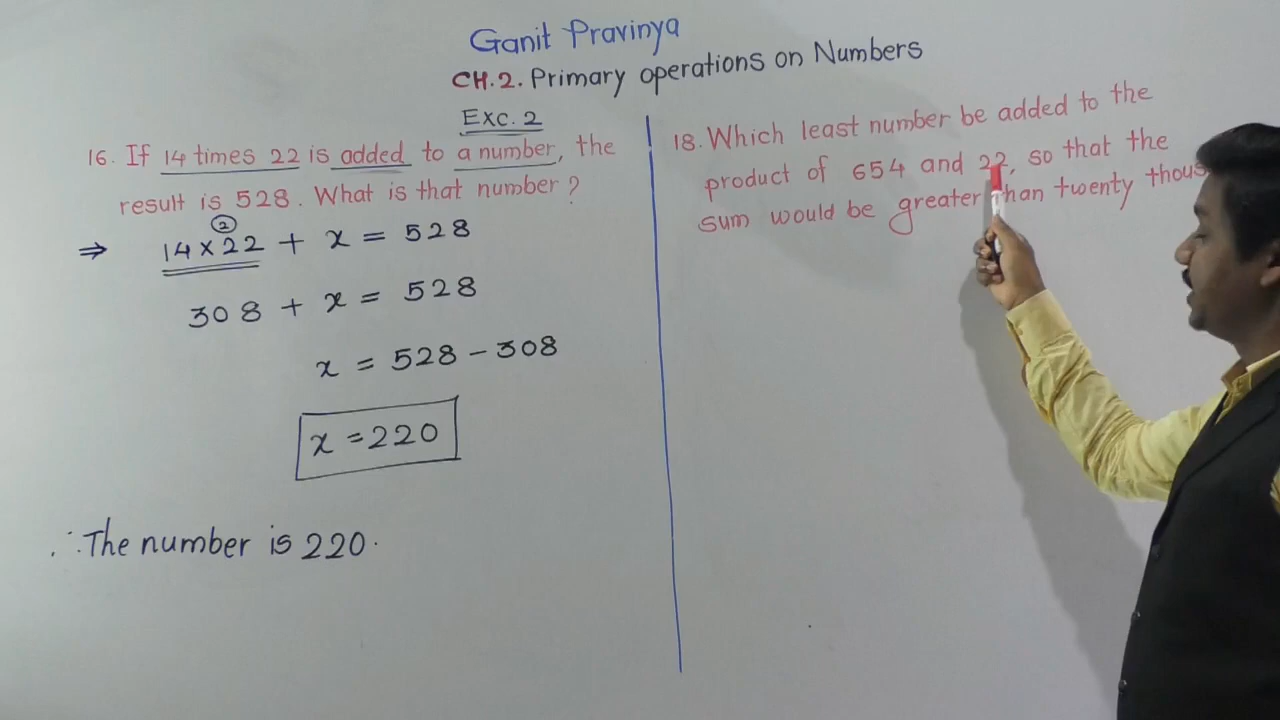 Ganit Pravinya
CH.2. Primary operations on Numbers
Exc. 2
16. If 14 times 22 is added to a number, the
result is 528. What is that number?
②
⇒ 14 × 22 + x = 528
308 + x = 528
x = 528 - 308
x = 220
∴ The number is 220.
18. Which least number be added to the
product of 654 and 22, so that the
sum would be greater than twenty